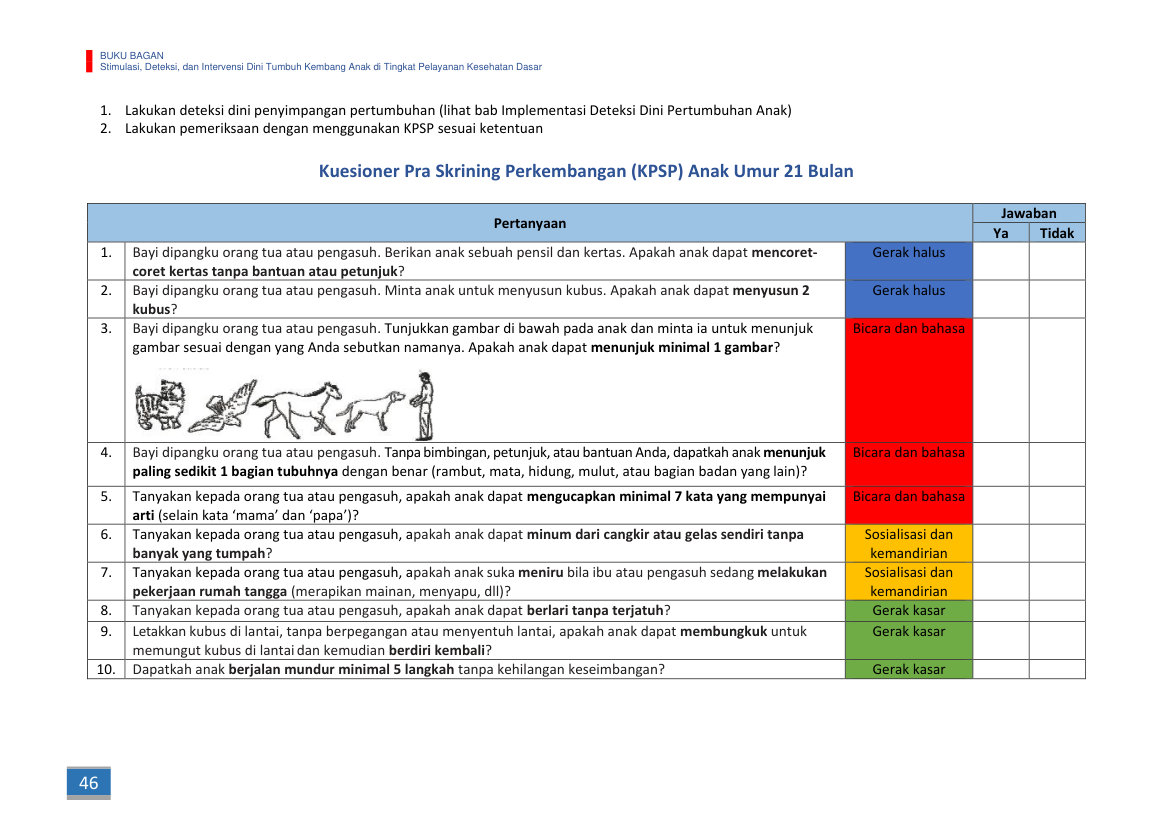 BUKU BAGAN
Stimulasi, Deteksi, dan Intervensi Dini Tumbuh Kembang Anak di Tingkat Pelayanan Kesehatan Dasar
1. Lakukan deteksi dini penyimpangan pertumbuhan (lihat bab Implementasi Deteksi Dini Pertumbuhan Anak)
2. Lakukan pemeriksaan dengan menggunakan KPSP sesuai ketentuan
Kuesioner Pra Skrining Perkembangan (KPSP) Anak Umur 21 Bulan
Pertanyaan
Jawaban
Ya Tidak
1. Bayi dipangku orang tua atau pengasuh. Berikan anak sebuah pensil dan kertas. Apakah anak dapat mencoret-
coret kertas tanpa bantuan atau petunjuk?
Gerak halus
2. Bayi dipangku orang tua atau pengasuh. Minta anak untuk menyusun kubus. Apakah anak dapat menyusun 2
kubus?
Gerak halus
3. Bayi dipangku orang tua atau pengasuh. Tunjukkan gambar di bawah pada anak dan minta ia untuk menunjuk
gambar sesuai dengan yang Anda sebutkan namanya. Apakah anak dapat menunjuk minimal 1 gambar?
Bicara dan bahasa
4. Bayi dipangku orang tua atau pengasuh. Tanpa bimbingan, petunjuk, atau bantuan Anda, dapatkah anak menunjuk
paling sedikit 1 bagian tubuhnya dengan benar (rambut, mata, hidung, mulut, atau bagian badan yang lain)?
Bicara dan bahasa
5. Tanyakan kepada orang tua atau pengasuh, apakah anak dapat mengucapkan minimal 7 kata yang mempunyai
arti (selain kata ‘mama’ dan ‘papa’)?
Bicara dan bahasa
6. Tanyakan kepada orang tua atau pengasuh, apakah anak dapat minum dari cangkir atau gelas sendiri tanpa
banyak yang tumpah?
Sosialisasi dan
kemandirian
7. Tanyakan kepada orang tua atau pengasuh, apakah anak suka meniru bila ibu atau pengasuh sedang melakukan
pekerjaan rumah tangga (merapikan mainan, menyapu, dll)?
Sosialisasi dan
kemandirian
8. Tanyakan kepada orang tua atau pengasuh, apakah anak dapat berlari tanpa terjatuh?
Gerak kasar
9. Letakkan kubus di lantai, tanpa berpegangan atau menyentuh lantai, apakah anak dapat membungkuk untuk
memungut kubus di lantai dan kemudian berdiri kembali?
Gerak kasar
10. Dapatkah anak berjalan mundur minimal 5 langkah tanpa kehilangan keseimbangan?
Gerak kasar
46